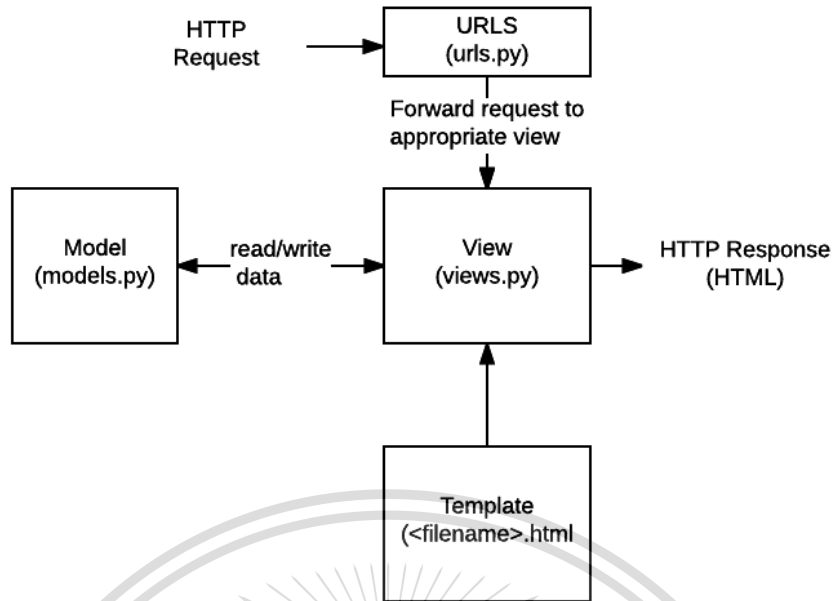 HTTP
Request
URLS
(urls.py)
Forward request to
appropriate view
Model
(models.py)
read/write
data
View
(views.py)
HTTP Response
(HTML)
Template
(<filename>.html